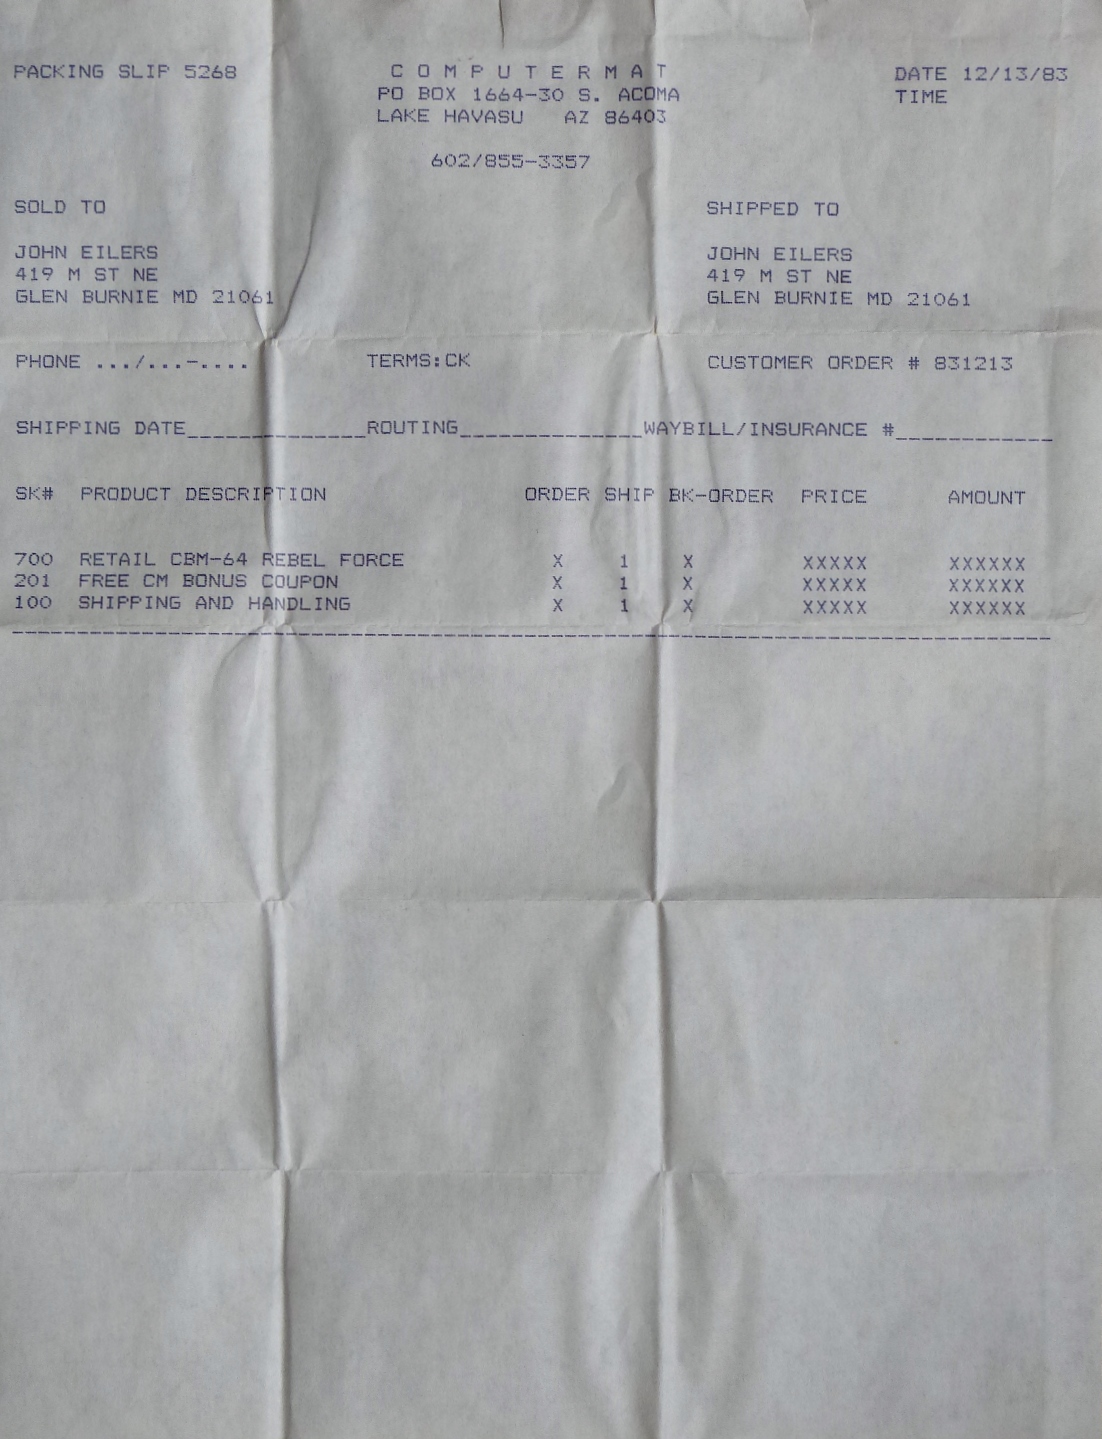 PACKING SLIP 5268
C O M P U T E R M A T
DATE 12/13/83
PO BOX 1664-30 S. ACOMA
TIME
LAKE HAVASU AZ 86403
602/855-3357
SOLD TO
SHIPPED TO
JOHN EILERS
JOHN EILERS
419 M ST NE
419 M ST NE
GLEN BURNIE MD 21061
GLEN BURNIE MD 21061
PHONE .../...-.... TERMS:CK CUSTOMER ORDER # 831213
SHIPPING DATE_____________ROUTING______________WAYBILL/INSURANCE #____________
SK# PRODUCT DESCRIPTION ORDER SHIP BK-ORDER PRICE AMOUNT
700 RETAIL CBM-64 REBEL FORCE X 1 X XXXXX XXXXXX
201 FREE CM BONUS COUPON X 1 X XXXXX XXXXXX
100 SHIPPING AND HANDLING X 1 X XXXXX XXXXXX